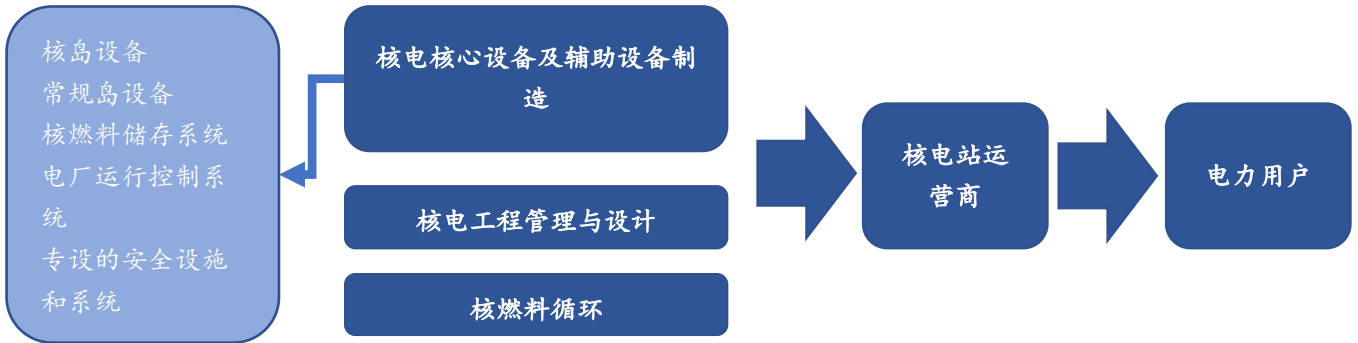 核岛设备
常规岛设备
核燃料储存系统
电厂运行控制系
统
专设的安全设施
和系统
核电核心设备及辅助设备制
造
核电工程管理与设计
核燃料循环
核电站运
营商
电力用户